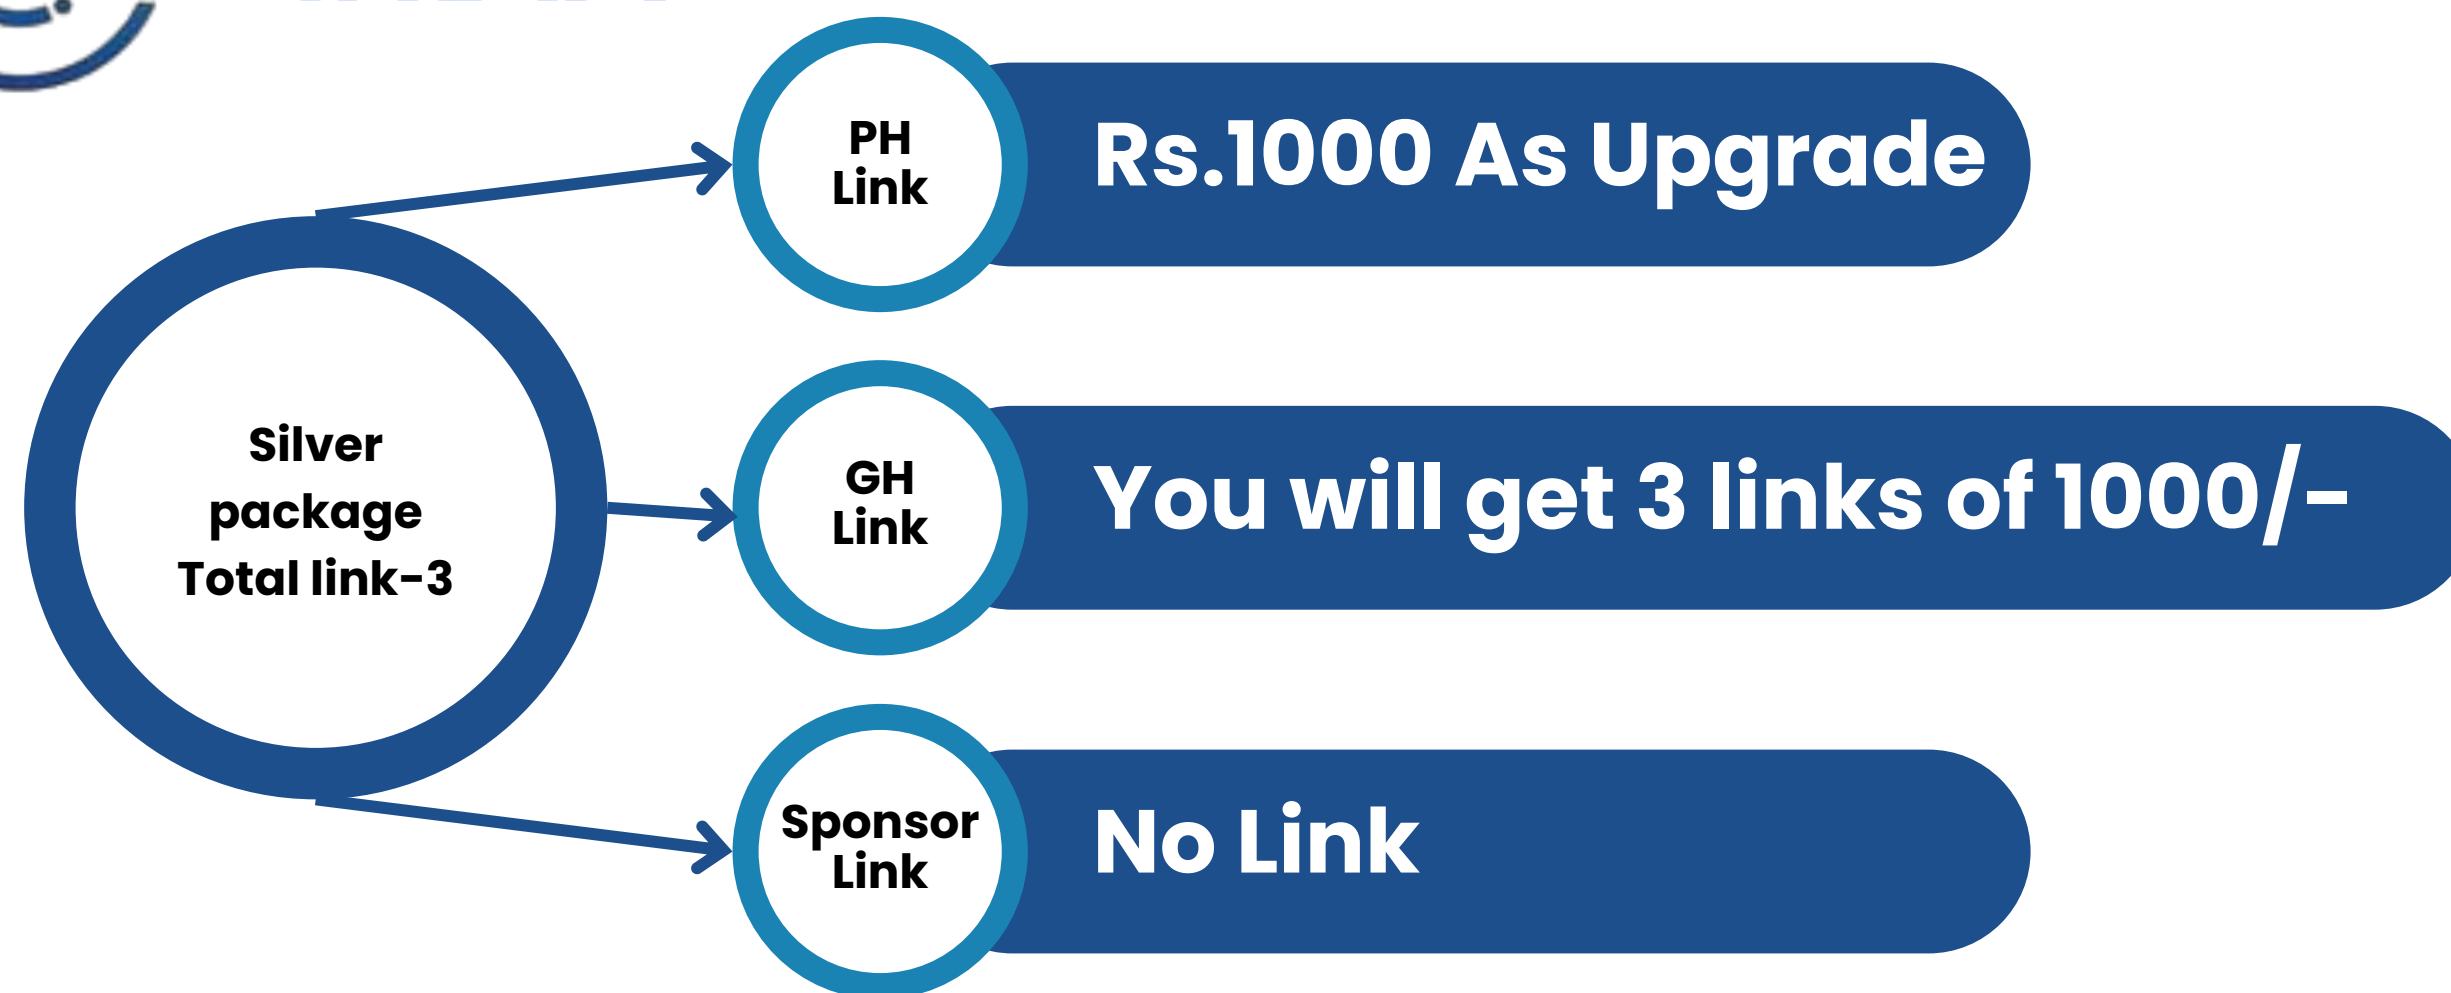 PH
Link
Rs.1000 As Upgrade
Silver
package
Total link-3
GH
Link
You will get 3 links of 1000/-
Sponsor
Link
No Link